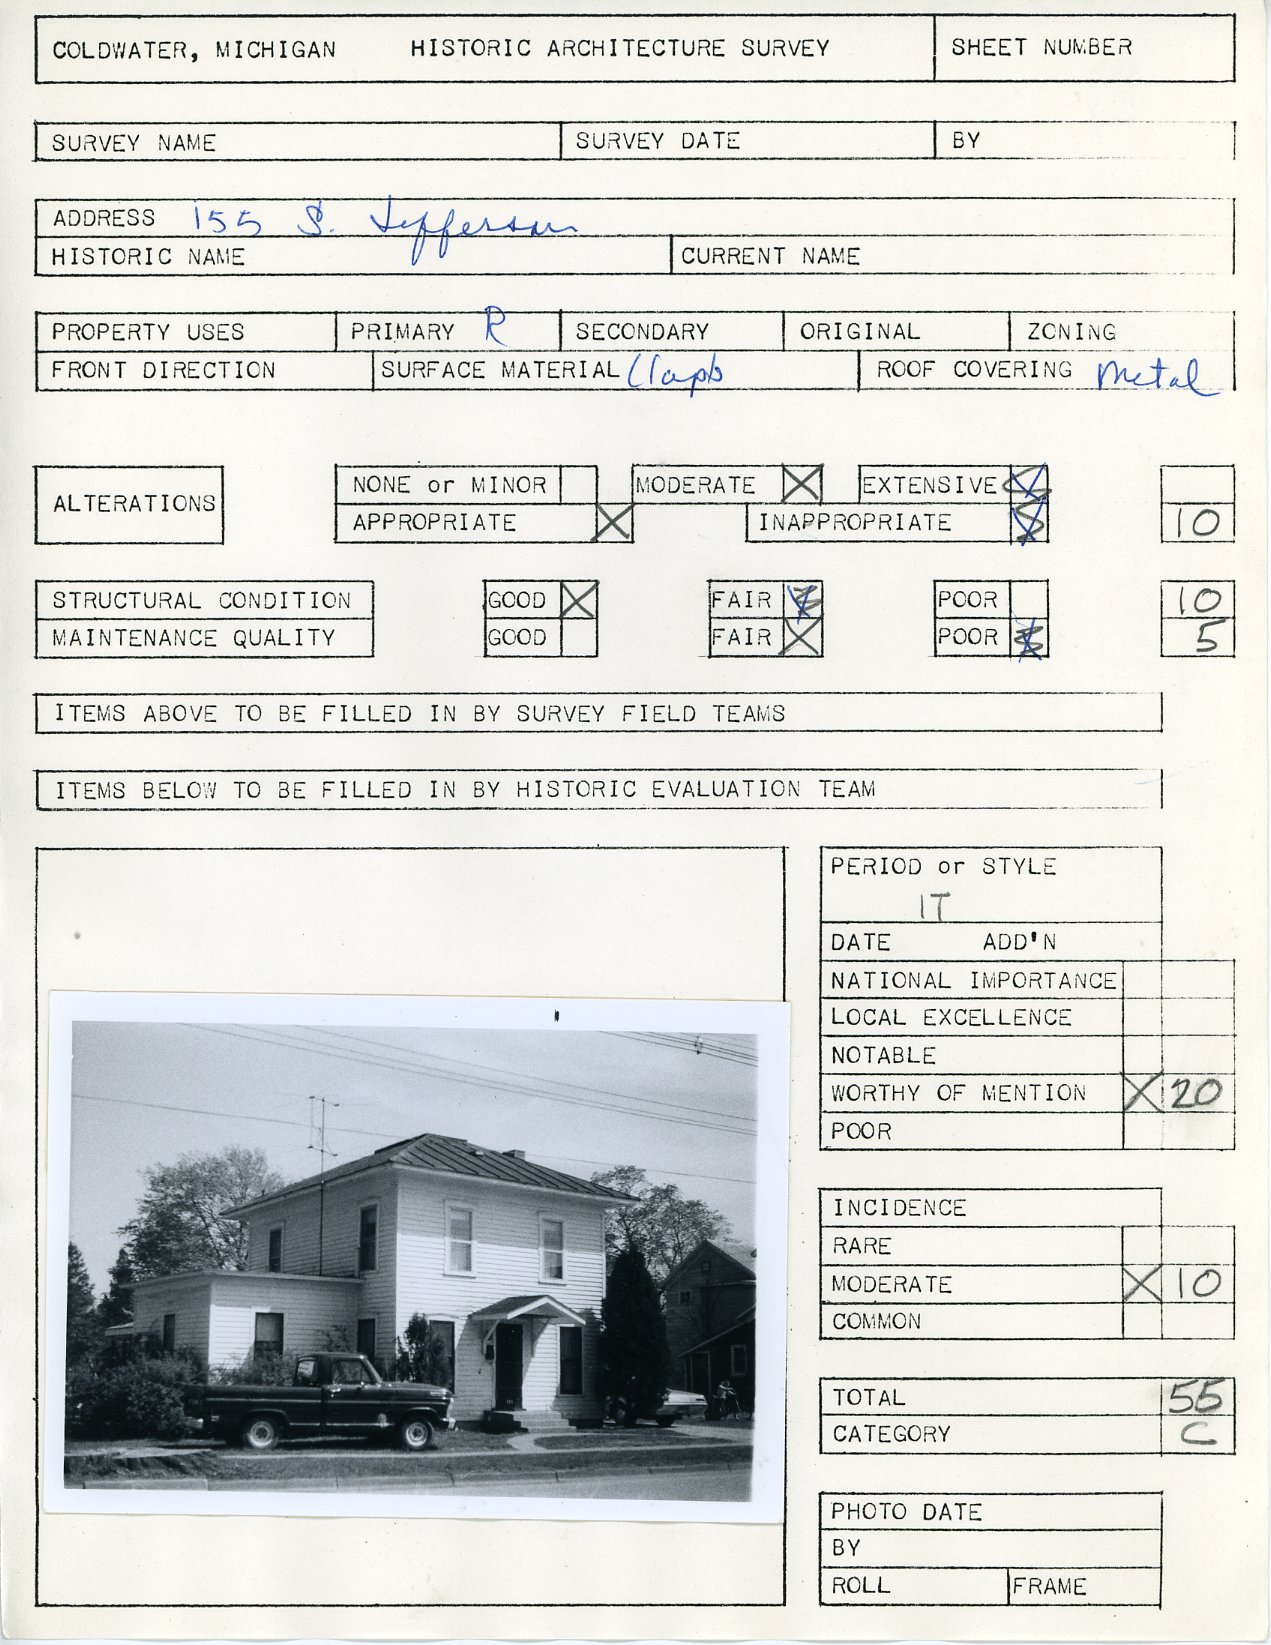 COLDWATER, MICHIGAN HISTORIC ARCHITECTURE SURVEY SHEET NUMBER
SURVEY NAME SURVEY DATE BY
ADDRESS 155 S. Jefferson
HISTORIC NAME CURRENT NAME
PROPERTY USES PRIMARY R SECONDARY ORIGINAL ZONING
FRONT DIRECTION SURFACE MATERIAL Clapb ROOF COVERING Metal
ALTERATIONS
NONE or MINOR MODERATE X EXTENSIVE
APPROPRIATE X INAPPROPRIATE 10
STRUCTURAL CONDITION GOOD X FAIR POOR 10
MAINTENANCE QUALITY GOOD FAIR X POOR 5
ITEMS ABOVE TO BE FILLED IN BY SURVEY FIELD TEAMS
ITEMS BELOW TO BE FILLED IN BY HISTORIC EVALUATION TEAM
PERIOD or STYLE
IT
DATE ADD'N
NATIONAL IMPORTANCE
LOCAL EXCELLENCE
NOTABLE
WORTHY OF MENTION X 20
POOR
INCIDENCE
RARE
MODERATE X 10
COMMON
TOTAL 55
CATEGORY C
PHOTO DATE
BY
ROLL FRAME